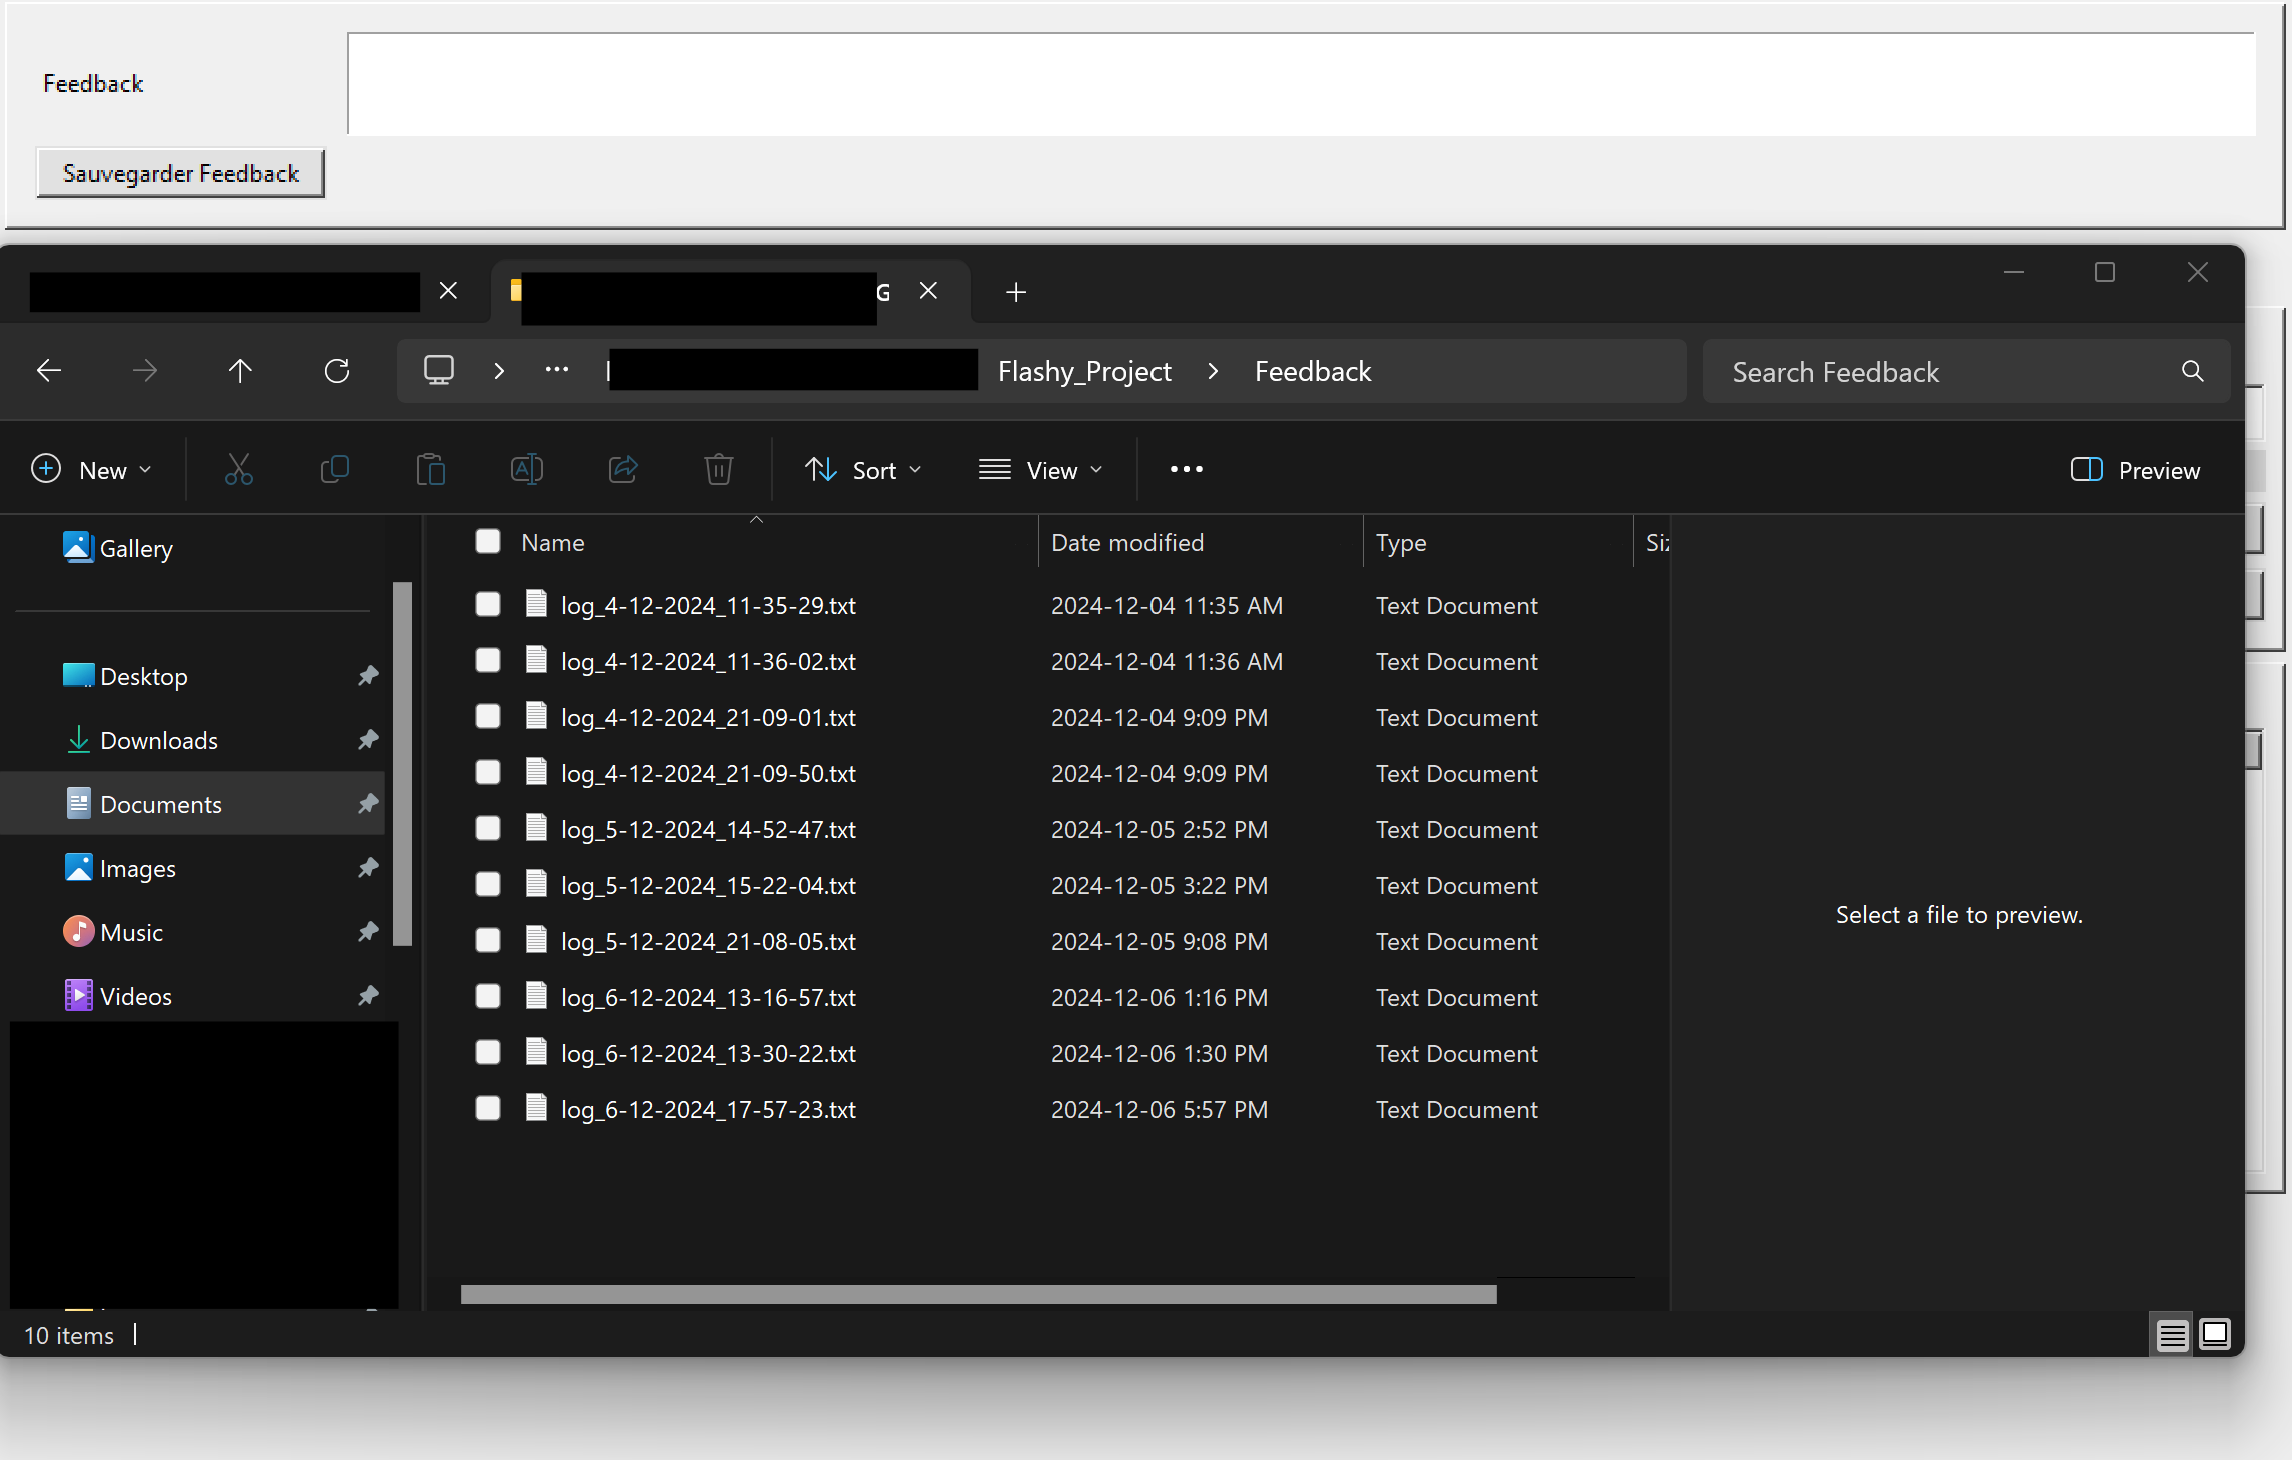 Feedback
Sauvegarder Feedback
G
Flashy_Project > Feedback
Search Feedback
New
Sort
View
Preview
Gallery
Desktop
Downloads
Documents
Images
Music
Videos
Name Date modified Type Siz
log_4-12-2024_11-35-29.txt 2024-12-04 11:35 AM Text Document
log_4-12-2024_11-36-02.txt 2024-12-04 11:36 AM Text Document
log_4-12-2024_21-09-01.txt 2024-12-04 9:09 PM Text Document
log_4-12-2024_21-09-50.txt 2024-12-04 9:09 PM Text Document
log_5-12-2024_14-52-47.txt 2024-12-05 2:52 PM Text Document
log_5-12-2024_15-22-04.txt 2024-12-05 3:22 PM Text Document
log_5-12-2024_21-08-05.txt 2024-12-05 9:08 PM Text Document
log_6-12-2024_13-16-57.txt 2024-12-06 1:16 PM Text Document
log_6-12-2024_13-30-22.txt 2024-12-06 1:30 PM Text Document
log_6-12-2024_17-57-23.txt 2024-12-06 5:57 PM Text Document
Select a file to preview.
10 items